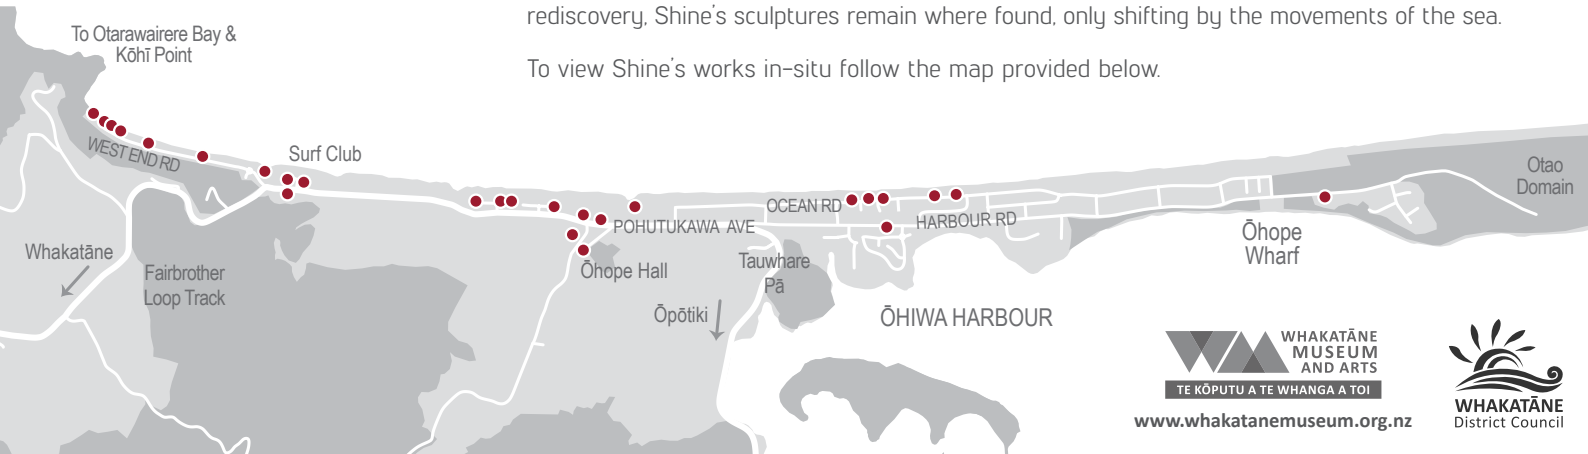 rediscovery, Shine's sculptures remain where found, only shifting by the movements of the sea.
To view Shine's works in-situ follow the map provided below.
To Otarawairere Bay &
Kōhī Point
WEST END RD
Surf Club
Whakatāne
Fairbrother
Loop Track
POHUTUKAWA AVE
Ōhope Hall
Ōpōtiki
Tauwhare
Pā
OCEAN RD
HARBOUR RD
ŌHIWA HARBOUR
Ōhope
Wharf
Otao
Domain
WM
WHAKATĀNE
MUSEUM
AND ARTS
TE KŌPUTU A TE WHANGA A TOI
www.whakatanemuseum.org.nz
WHAKATĀNE
District Council